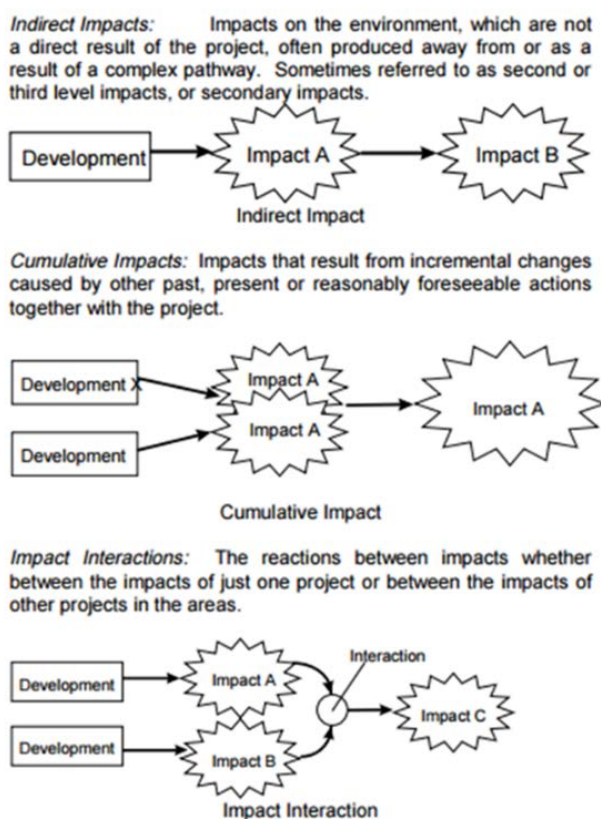 Indirect Impacts: Impacts on the environment, which are not
a direct result of the project, often produced away from or as a
result of a complex pathway. Sometimes referred to as second or
third level impacts, or secondary impacts.
Development
Impact A
Impact B
Indirect Impact
Cumulative Impacts: Impacts that result from incremental changes
caused by other past, present or reasonably foreseeable actions
together with the project.
Development X
Impact A
Impact A
Impact A
Development
Cumulative Impact
Impact Interactions: The reactions between impacts whether
between the impacts of just one project or between the impacts of
other projects in the areas.
Interaction
Development
Impact A
Impact C
Development
Impact B
Impact Interaction